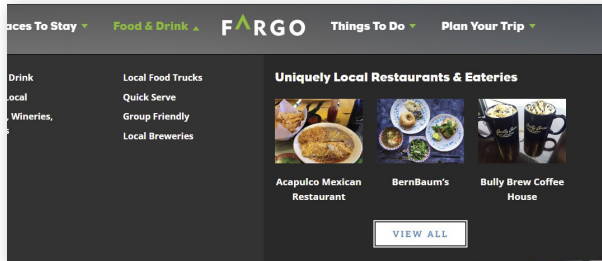 aces To Stay
Food & Drink
FARGO
Things To Do
Plan Your Trip
Drink
Local Food Trucks
Local
Quick Serve
, Wineries,
Group Friendly
s
Local Breweries
Uniquely Local Restaurants & Eateries
Acapulco Mexican
Restaurant
BernBaum's
Bully Brew Coffee
House
VIEW ALL